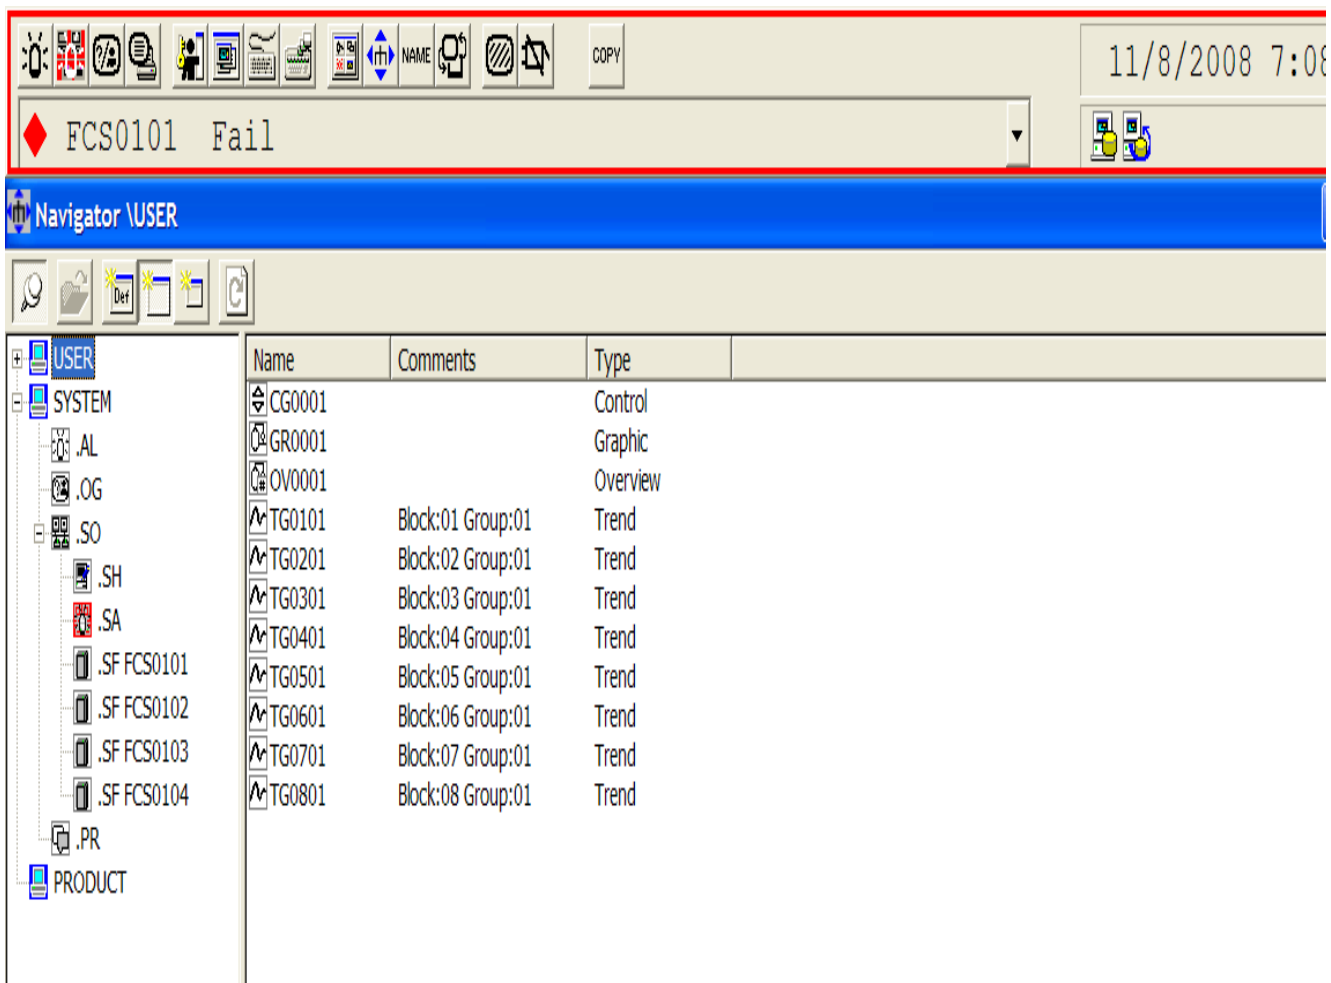 NAME COPY 11/8/2008 7:08
FCS0101 Fail
Navigator \USER
Def
USER
SYSTEM
.AL
.OG
.SO
.SH
.SA
.SF FCS0101
.SF FCS0102
.SF FCS0103
.SF FCS0104
.PR
PRODUCT
Name Comments Type
CG0001 Control
GR0001 Graphic
OV0001 Overview
TG0101 Block:01 Group:01 Trend
TG0201 Block:02 Group:01 Trend
TG0301 Block:03 Group:01 Trend
TG0401 Block:04 Group:01 Trend
TG0501 Block:05 Group:01 Trend
TG0601 Block:06 Group:01 Trend
TG0701 Block:07 Group:01 Trend
TG0801 Block:08 Group:01 Trend